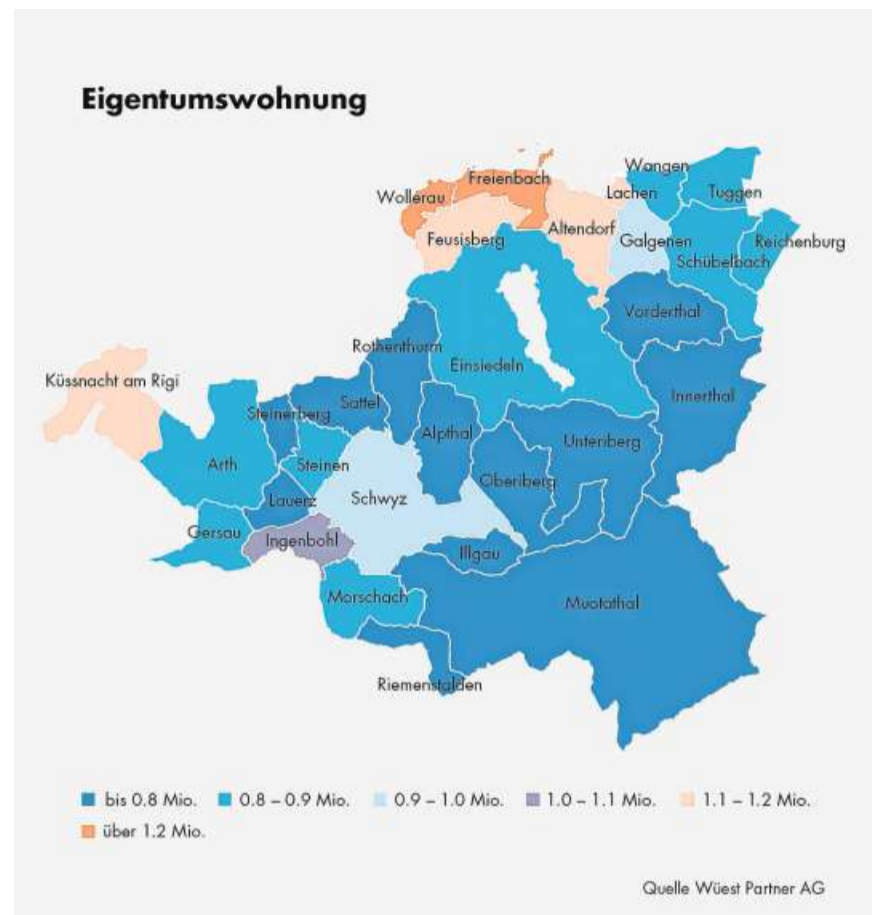 Eigentumswohnung
Wangen
Freienbach
Lachen
Tuggen
Wollerau
Altendorf
Feusisberg
Galgenen
Reichenburg
Schübelbach
Vorderthal
Rothenthurm
Einsiedeln
Küssnacht am Rigi
Innerthal
Steinerberg
Sattel
Alpthal
Unteriberg
Arth
Steinen
Oberiberg
Lauerz
Schwyz
Gersau
Ingenbohl
Illgau
Morschach
Muotathal
Riemenstalden
bis 0.8 Mio. 0.8 – 0.9 Mio. 0.9 – 1.0 Mio. 1.0 – 1.1 Mio. 1.1 – 1.2 Mio.
über 1.2 Mio.
Quelle Wüest Partner AG